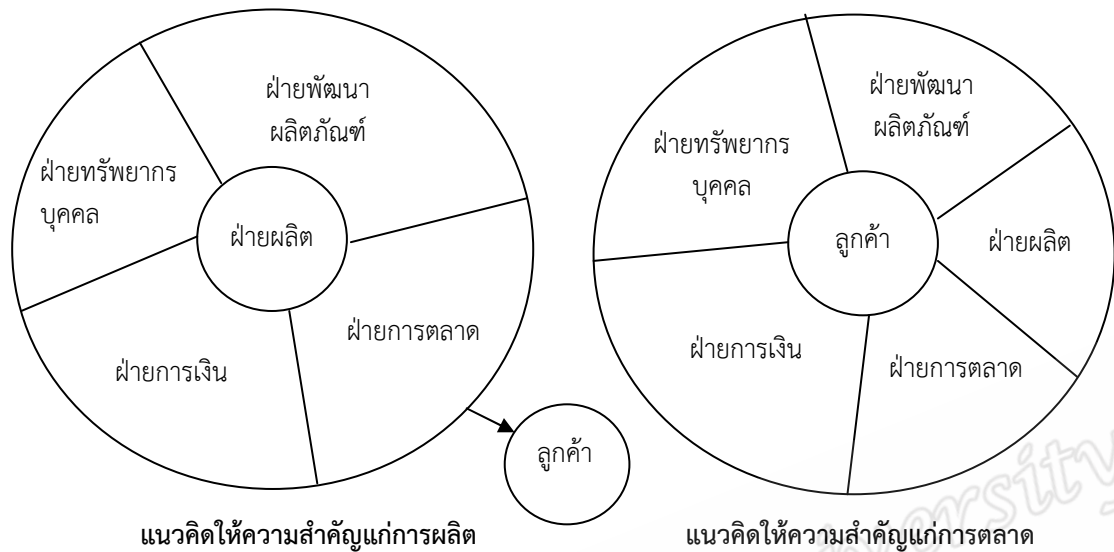 ฝ่ายพัฒนา
ผลิตภัณฑ์
ฝ่ายทรัพยากร
บุคคล
ฝ่ายผลิต
ฝ่ายการตลาด
ฝ่ายการเงิน
ลูกค้า
แนวคิดให้ความสำคัญแก่การผลิต
ฝ่ายพัฒนา
ผลิตภัณฑ์
ฝ่ายทรัพยากร
บุคคล
ลูกค้า
ฝ่ายผลิต
ฝ่ายการเงิน
ฝ่ายการตลาด
แนวคิดให้ความสำคัญแก่การตลาด